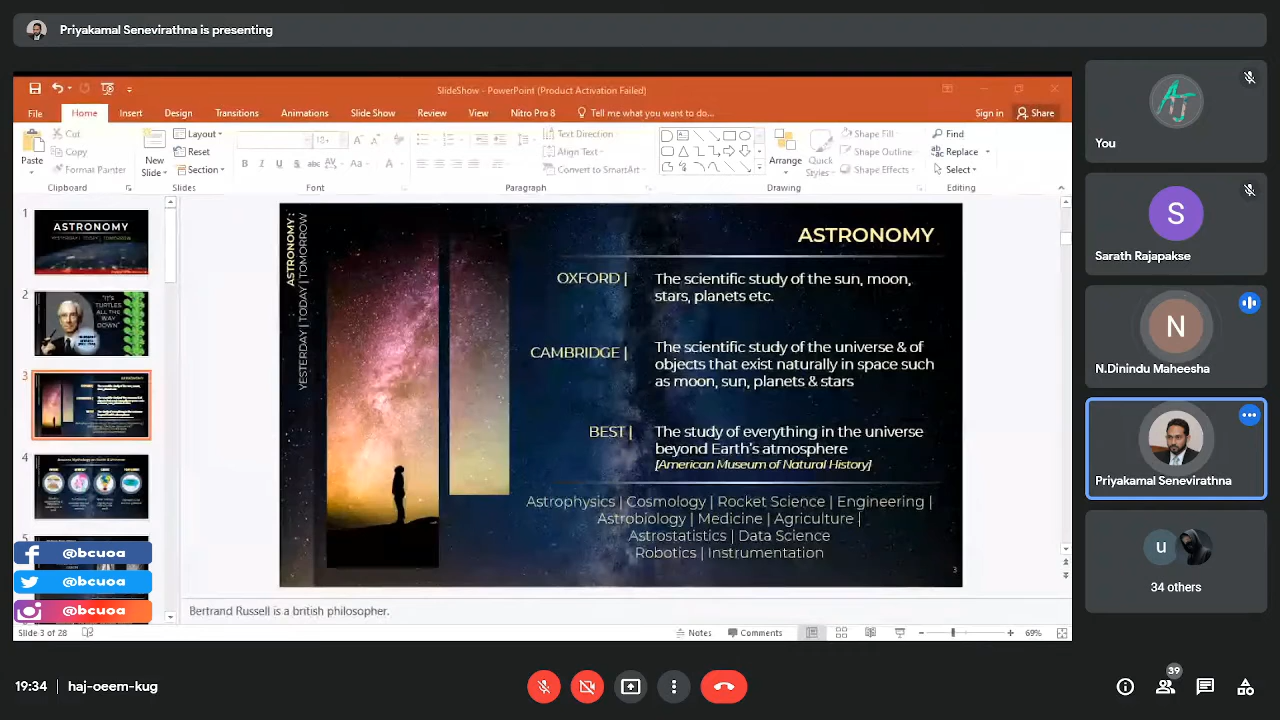 Priyakamal Senevirathna is presenting
SlideShow - PowerPoint (Product Activation Failed)
File Home Insert Design Transitions Animations Slide Show Review View Nitro Pro 8 Tell me what you want to do... Sign in Share
Paste
Cut
Copy
Format Painter
Clipboard
New
Slide
Layout
Reset
Section
Slides
Font
Text Direction
Align Text
Convert to SmartArt
Paragraph
Arrange
Quick
Styles
Shape Fill
Shape Outline
Shape Effects
Drawing
Find
Replace
Select
Editing
1
ASTRONOMY
2
"IT'S
TURTLES
ALL THE
WAY
DOWN"
3
4
5
@bcuoa
@bcuoa
@bcuoa
ASTRONOMY :
YESTERDAY | TODAY | TOMORROW
ASTRONOMY
OXFORD |
The scientific study of the sun, moon,
stars, planets etc.
CAMBRIDGE |
The scientific study of the universe & of
objects that exist naturally in space such
as moon, sun, planets & stars
BEST |
The study of everything in the universe
beyond Earth's atmosphere
[American Museum of Natural History]
Astrophysics | Cosmology | Rocket Science | Engineering |
Astrobiology | Medicine | Agriculture |
Astrostatistics | Data Science
Robotics | Instrumentation
3
Bertrand Russell is a british philosopher.
Slide 3 of 28
Notes
Comments
69%
You
S
Sarath Rajapakse
N
N.Dinindu Maheesha
Priyakamal Senevirathna
u
34 others
19:34 | haj-oeem-kug
39